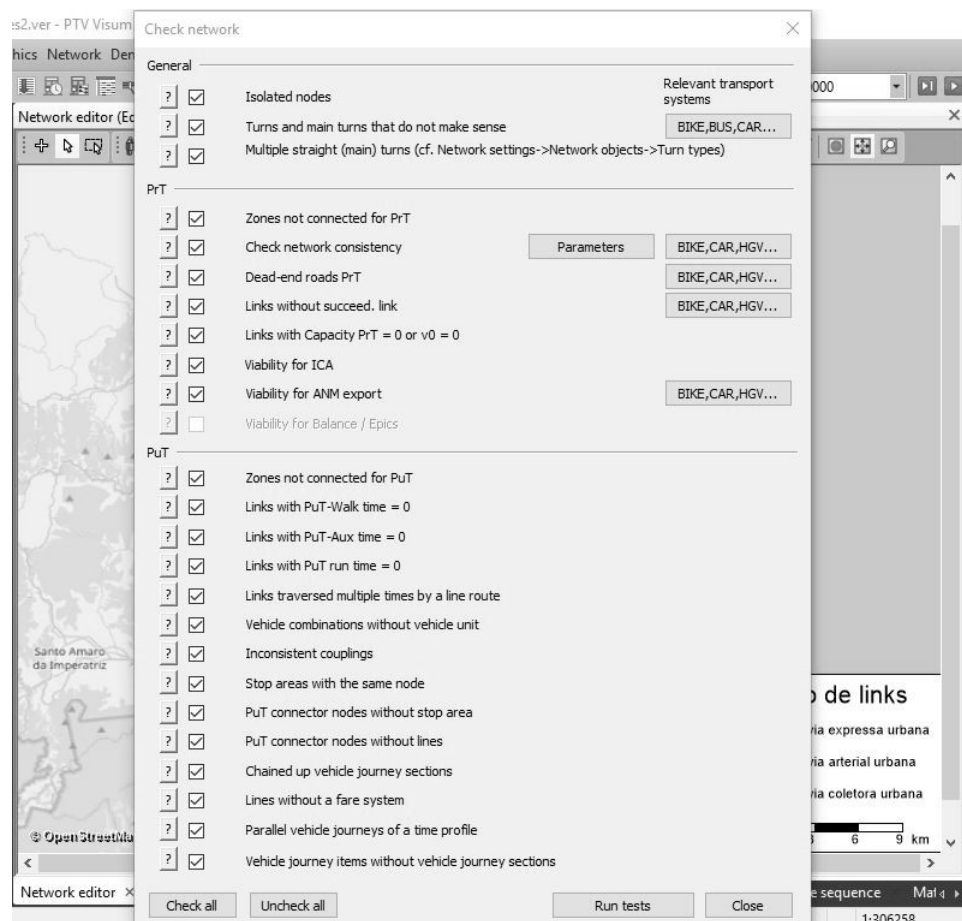 es2.ver - PTV Visum
Check network
hics Network Den
General
Relevant transport
systems
? Isolated nodes
? Turns and main turns that do not make sense BIKE,BUS,CAR...
? Multiple straight (main) turns (cf. Network settings->Network objects->Turn types)
PrT
? Zones not connected for PrT
? Check network consistency Parameters BIKE,CAR,HGV...
? Dead-end roads PrT BIKE,CAR,HGV...
? Links without succeed. link BIKE,CAR,HGV...
? Links with Capacity PrT = 0 or v0 = 0
? Viability for ICA
? Viability for ANM export BIKE,CAR,HGV...
? Viability for Balance / Epics
PuT
? Zones not connected for PuT
? Links with PuT-Walk time = 0
? Links with PuT-Aux time = 0
? Links with PuT run time = 0
? Links traversed multiple times by a line route
? Vehicle combinations without vehicle unit
? Inconsistent couplings
? Stop areas with the same node
? PuT connector nodes without stop area
? PuT connector nodes without lines
? Chained up vehicle journey sections
? Lines without a fare system
? Parallel vehicle journeys of a time profile
? Vehicle journey items without vehicle journey sections
Check all Uncheck all Run tests Close
Network editor (Ec
Santo Amaro
da Imperatriz
© OpenStreetMa
Network editor
000
o de links
via expressa urbana
via arterial urbana
via coletora urbana
6 9 km
e sequence Mat
1:306258